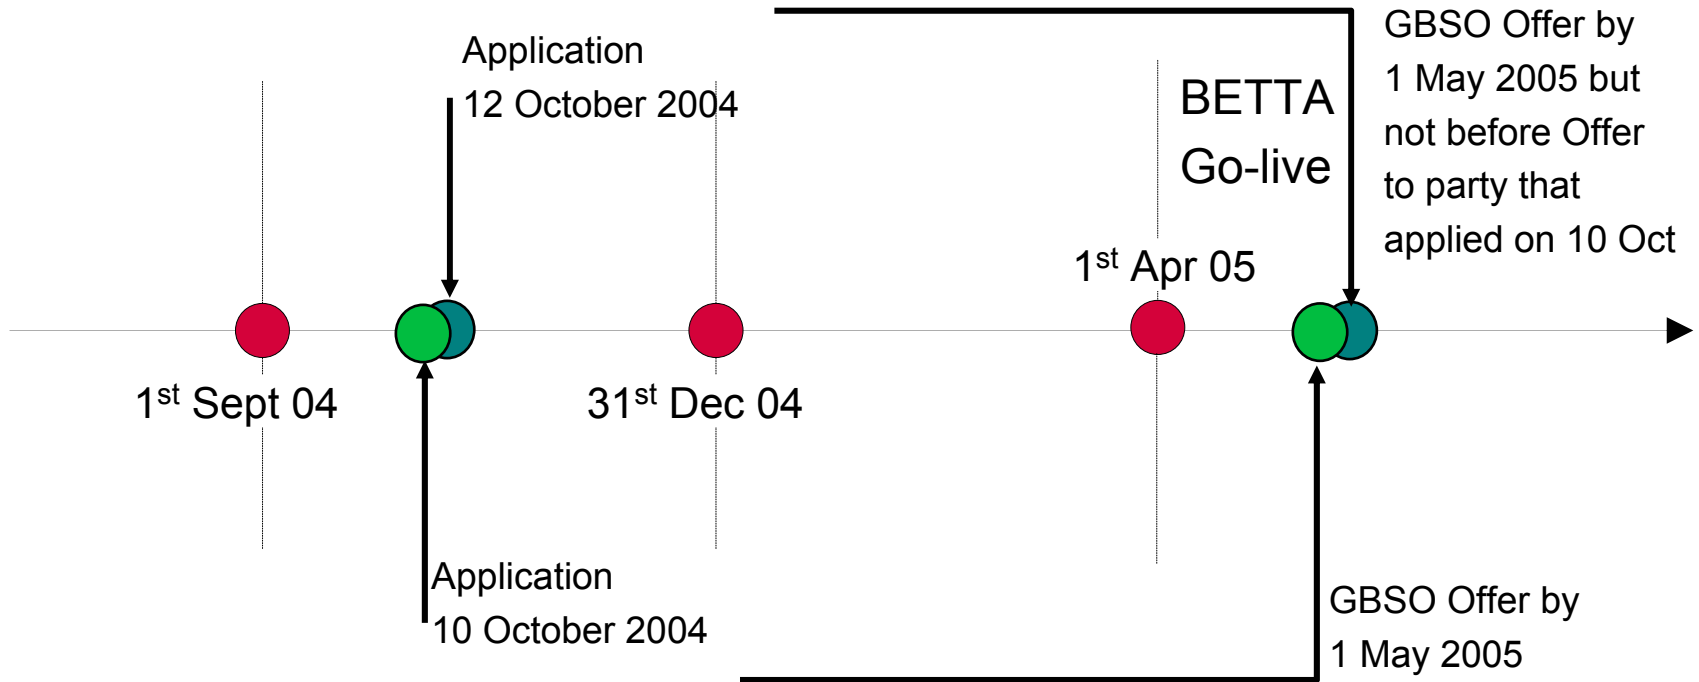 Application
12 October 2004
GBSO Offer by
1 May 2005 but
not before Offer
to party that
applied on 10 Oct
BETTA
Go-live
1st Apr 05
1st Sept 04
31st Dec 04
Application
10 October 2004
GBSO Offer by
1 May 2005